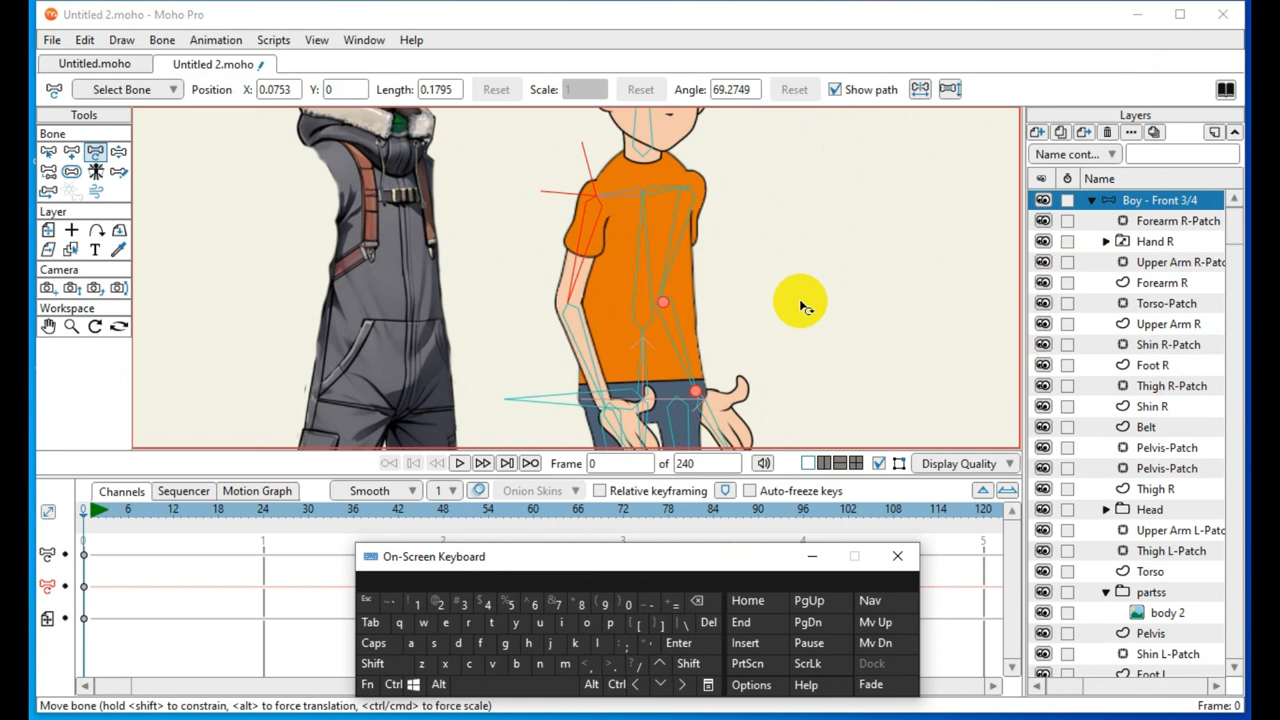 Untitled 2.moho - Moho Pro
File Edit Draw Bone Animation Scripts View Window Help
Untitled.moho Untitled 2.moho
Select Bone Position X: 0.0753 Y: 0 Length: 0.1795 Reset Scale: 1 Reset Angle: 69.2749 Reset Show path
Tools
Bone
Layer
T
Camera
Workspace
Layers
Name cont...
Name
Boy - Front 3/4
Forearm R-Patch
Hand R
Upper Arm R-Patc
Forearm R
Torso-Patch
Upper Arm R
Shin R-Patch
Foot R
Thigh R-Patch
Shin R
Belt
Pelvis-Patch
Pelvis-Patch
Thigh R
Head
Upper Arm L-Patc
Thigh L-Patch
Torso
partss
body 2
Pelvis
Shin L-Patch
Foot L
Frame 0 of 240 Display Quality
Channels Sequencer Motion Graph Smooth 1 Onion Skins Relative keyframing Auto-freeze keys
0 6 12 18 24 30 36 42 48 54 60 66 72 78 84 90 96 102 108 114 120
1 2 3 4 5
On-Screen Keyboard
Esc ~ ` ! 1 @ 2 # 3 $ 4 % 5 ^ 6 & 7 * 8 ( 9 ) 0 _ - + = Home PgUp Nav
Tab q w e r t y u i o p { [ } ] | \ Del End PgDn Mv Up
Caps a s d f g h j k l : ; " ' Enter Insert Pause Mv Dn
Shift z x c v b n m < , > . ? / Shift PrtScn ScrLk Dock
Fn Ctrl Alt Alt Ctrl Options Help Fade
Move bone (hold <shift> to constrain, <alt> to force translation, <ctrl/cmd> to force scale) Frame: 0